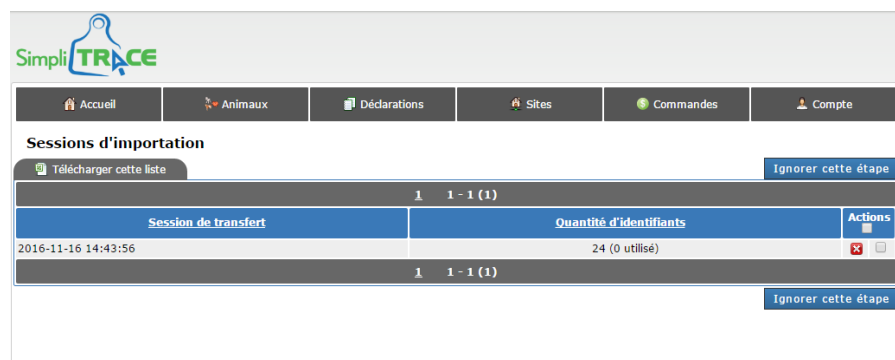 SimpliTRACE
Accueil Animaux Déclarations Sites Commandes Compte
Sessions d'importation
Télécharger cette liste Ignorer cette étape
1 1 - 1 (1)
Session de transfert Quantité d'identifiants Actions
2016-11-16 14:43:56 24 (0 utilisé)
1 1 - 1 (1)
Ignorer cette étape